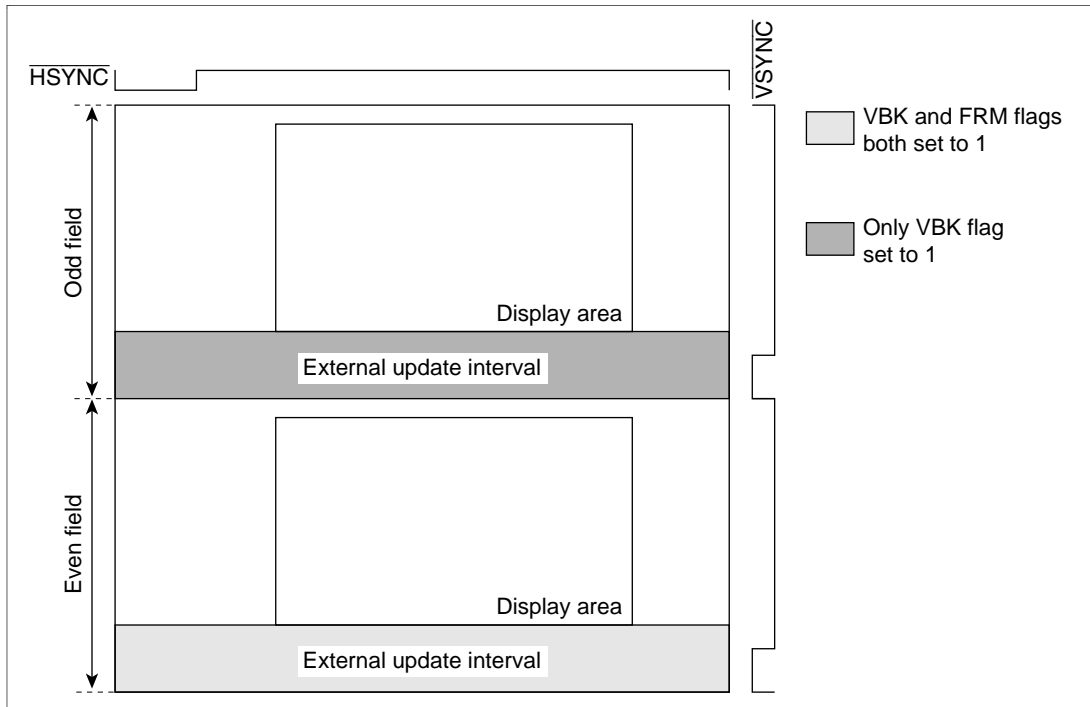 HSYNC
VSYNC
VBK and FRM flags
both set to 1
Only VBK flag
set to 1
Odd field
Display area
External update interval
Even field
Display area
External update interval